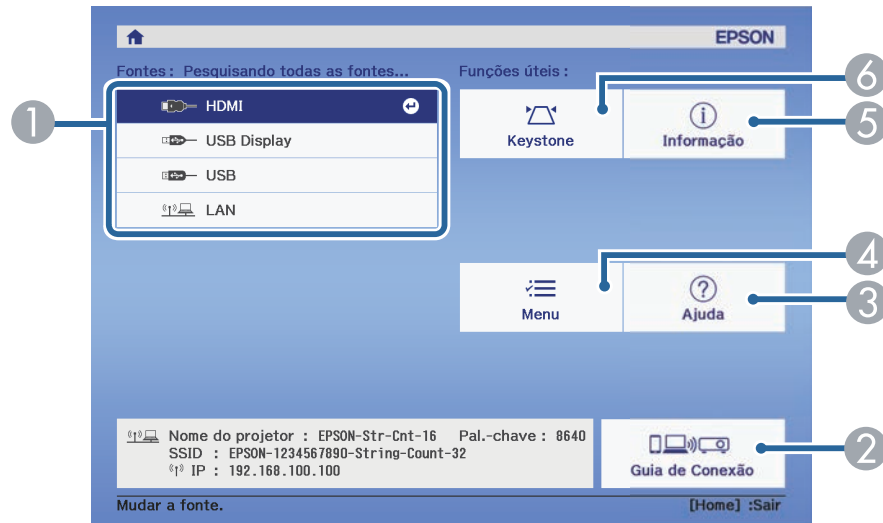 EPSON
Fontes : Pesquisando todas as fontes...
HDMI
USB Display
USB
LAN
1
Funções úteis :
Keystone
Informação
6
5
Menu
Ajuda
4
3
Nome do projetor : EPSON-Str-Cnt-16 Pal.-chave : 8640
SSID : EPSON-1234567890-String-Count-32
IP : 192.168.100.100
Guia de Conexão
2
Mudar a fonte.
[Home] :Sair